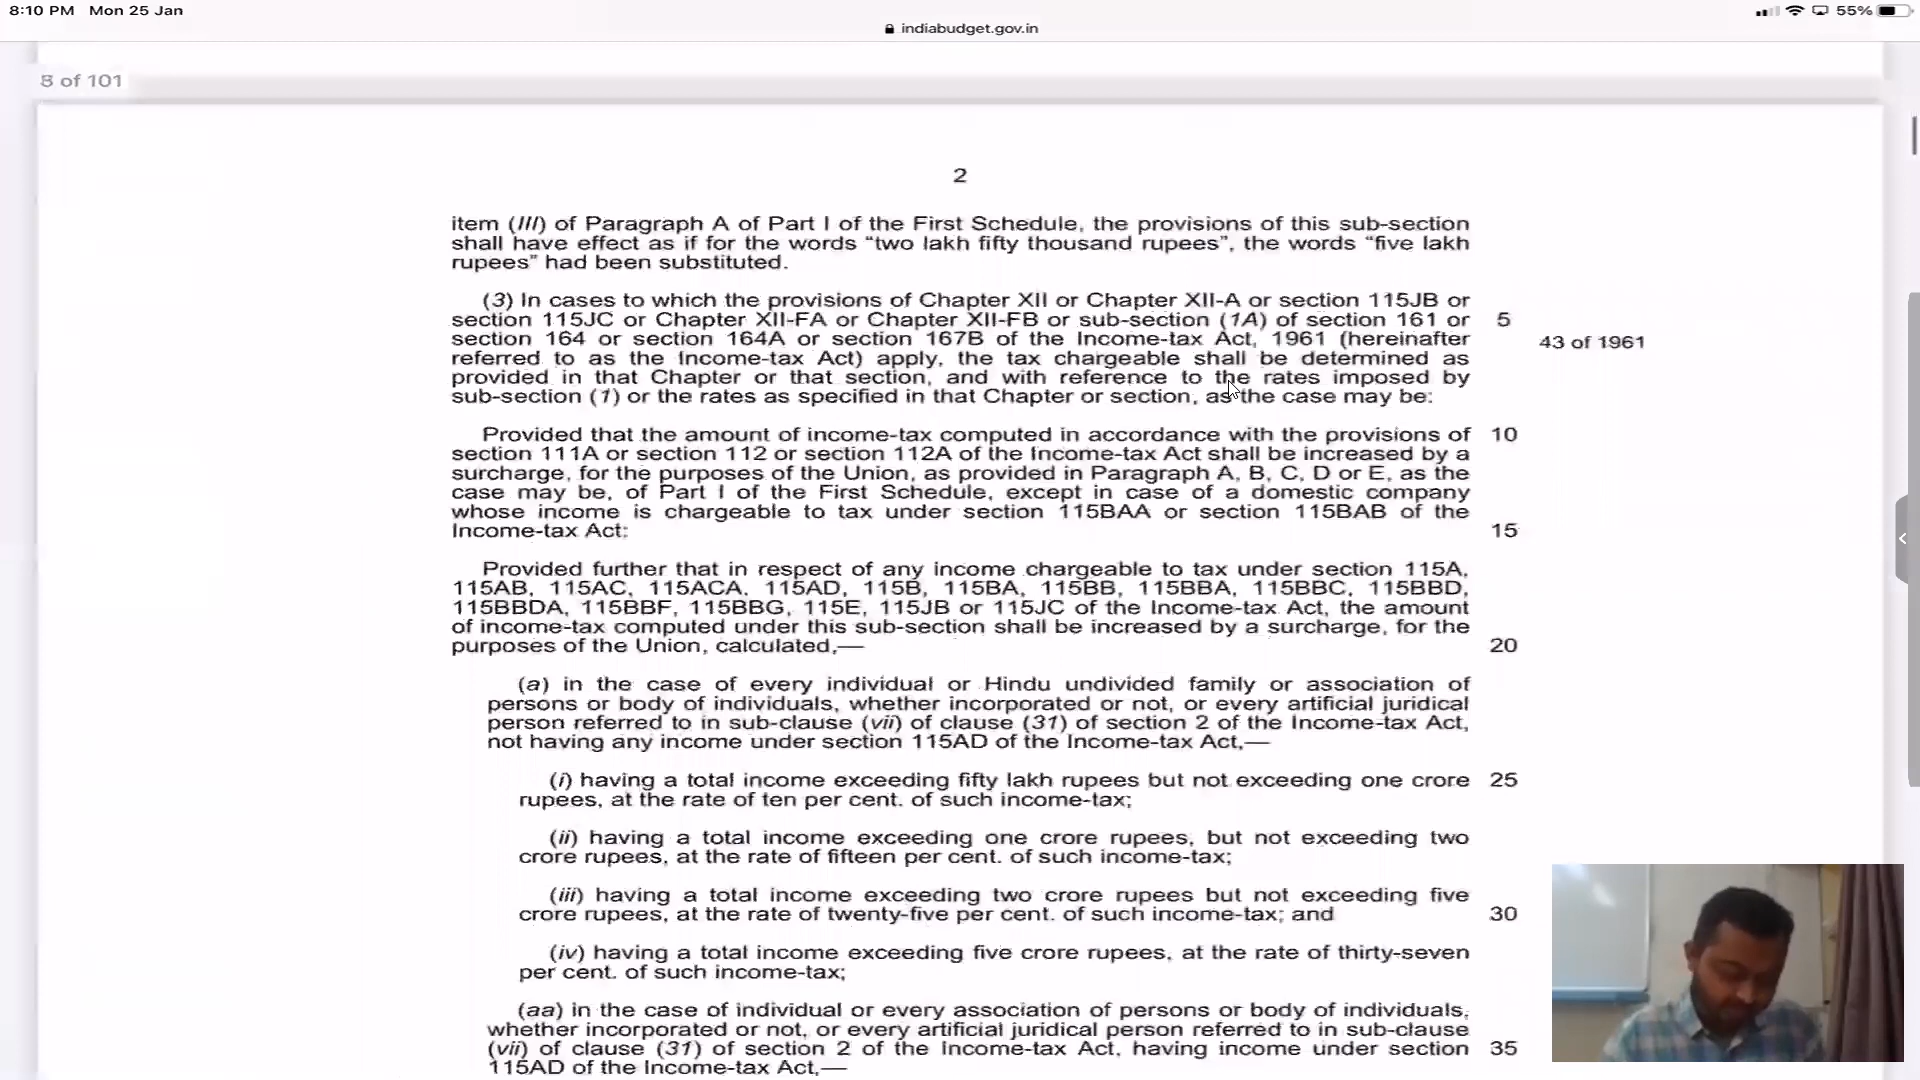 8:10 PM Mon 25 Jan
55%
indiabudget.gov.in
8 of 101
2
item (III) of Paragraph A of Part I of the First Schedule, the provisions of this sub-section
shall have effect as if for the words “two lakh fifty thousand rupees”, the words “five lakh
rupees” had been substituted.
(3) In cases to which the provisions of Chapter XII or Chapter XII-A or section 115JB or
section 115JC or Chapter XII-FA or Chapter XII-FB or sub-section (1A) of section 161 or 5
section 164 or section 164A or section 167B of the Income-tax Act, 1961 (hereinafter 43 of 1961
referred to as the Income-tax Act) apply, the tax chargeable shall be determined as
provided in that Chapter or that section, and with reference to the rates imposed by
sub-section (1) or the rates as specified in that Chapter or section, as the case may be:
Provided that the amount of income-tax computed in accordance with the provisions of 10
section 111A or section 112 or section 112A of the Income-tax Act shall be increased by a
surcharge, for the purposes of the Union, as provided in Paragraph A, B, C, D or E, as the
case may be, of Part I of the First Schedule, except in case of a domestic company
whose income is chargeable to tax under section 115BAA or section 115BAB of the
Income-tax Act: 15
Provided further that in respect of any income chargeable to tax under section 115A,
115AB, 115AC, 115ACA, 115AD, 115B, 115BA, 115BB, 115BBA, 115BBC, 115BBD,
115BBDA, 115BBF, 115BBG, 115E, 115JB or 115JC of the Income-tax Act, the amount
of income-tax computed under this sub-section shall be increased by a surcharge, for the
purposes of the Union, calculated,— 20
(a) in the case of every individual or Hindu undivided family or association of
persons or body of individuals, whether incorporated or not, or every artificial juridical
person referred to in sub-clause (vii) of clause (31) of section 2 of the Income-tax Act,
not having any income under section 115AD of the Income-tax Act,—
(i) having a total income exceeding fifty lakh rupees but not exceeding one crore 25
rupees, at the rate of ten per cent. of such income-tax;
(ii) having a total income exceeding one crore rupees, but not exceeding two
crore rupees, at the rate of fifteen per cent. of such income-tax;
(iii) having a total income exceeding two crore rupees but not exceeding five
crore rupees, at the rate of twenty-five per cent. of such income-tax; and 30
(iv) having a total income exceeding five crore rupees, at the rate of thirty-seven
per cent. of such income-tax;
(aa) in the case of individual or every association of persons or body of individuals,
whether incorporated or not, or every artificial juridical person referred to in sub-clause
(vii) of clause (31) of section 2 of the Income-tax Act, having income under section 35
115AD of the Income-tax Act,—